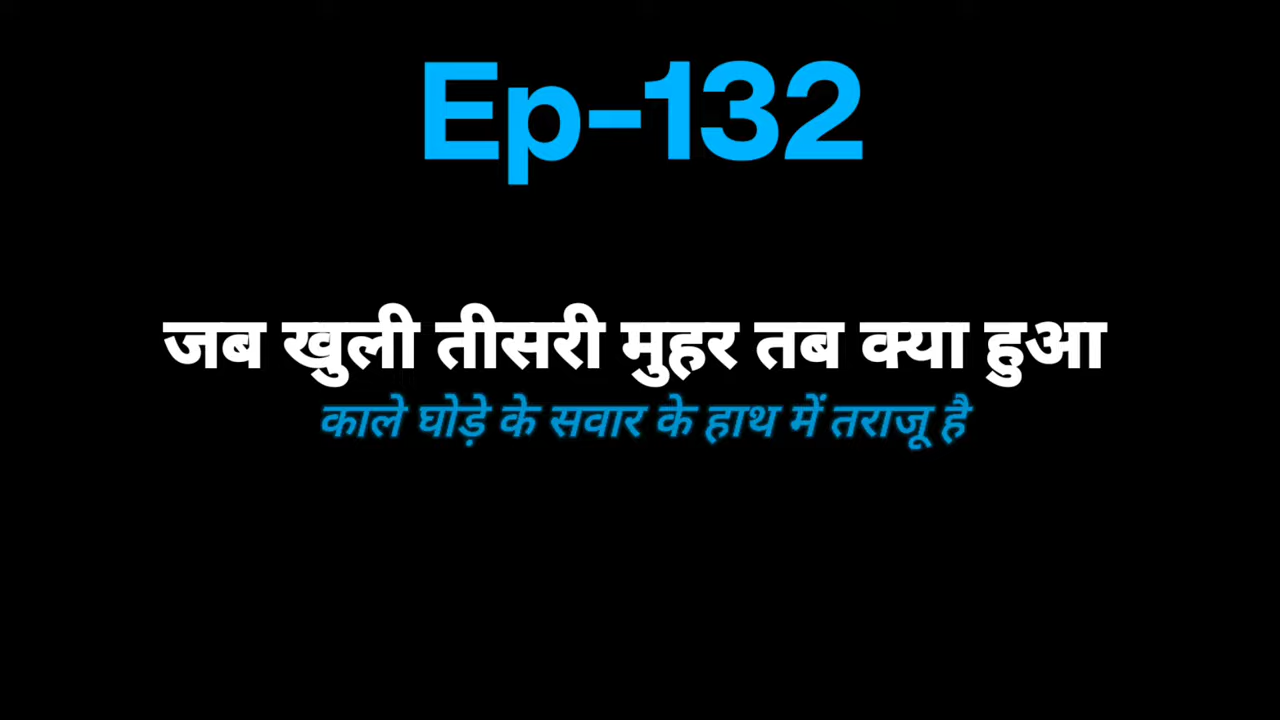 Ep-132
जब खुली तीसरी मुहर तब क्या हुआ
काले घोड़े के सवार के हाथ में तराजू है